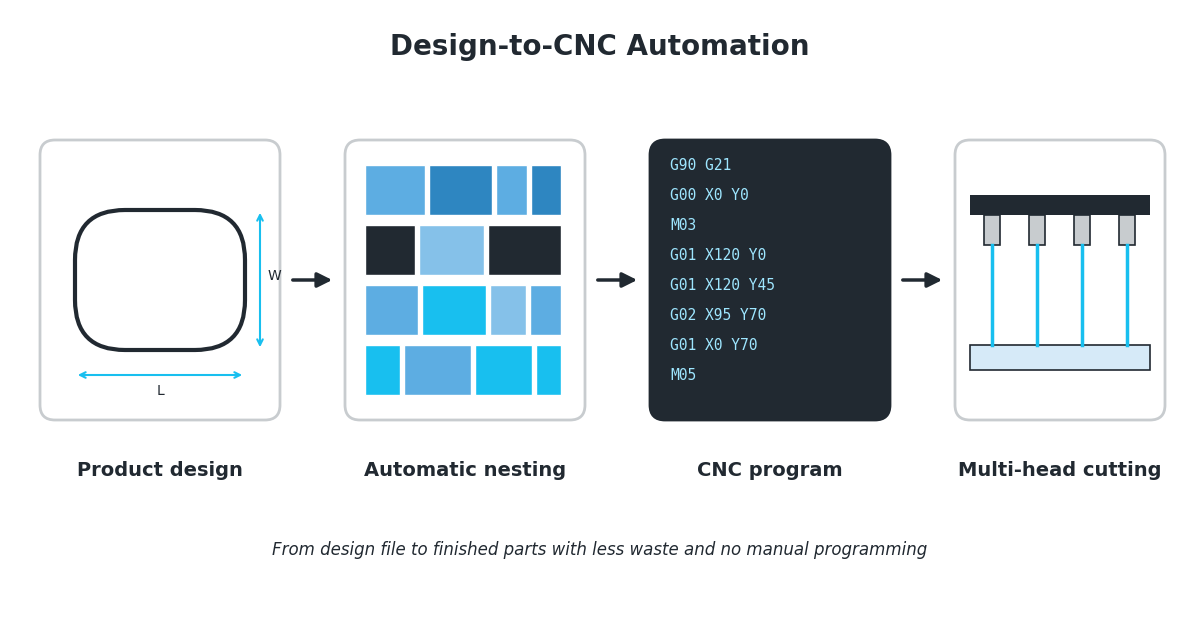 Design-to-CNC Automation
W
L
G90 G21
G00 X0 Y0
M03
G01 X120 Y0
G01 X120 Y45
G02 X95 Y70
G01 X0 Y70
M05
Product design
Automatic nesting
CNC program
Multi-head cutting
From design file to finished parts with less waste and no manual programming